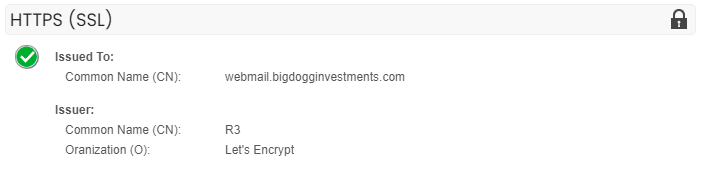 HTTPS (SSL)
Issued To:
Common Name (CN): webmail.bigdogginvestments.com
Issuer:
Common Name (CN): R3
Oranization (O): Let's Encrypt